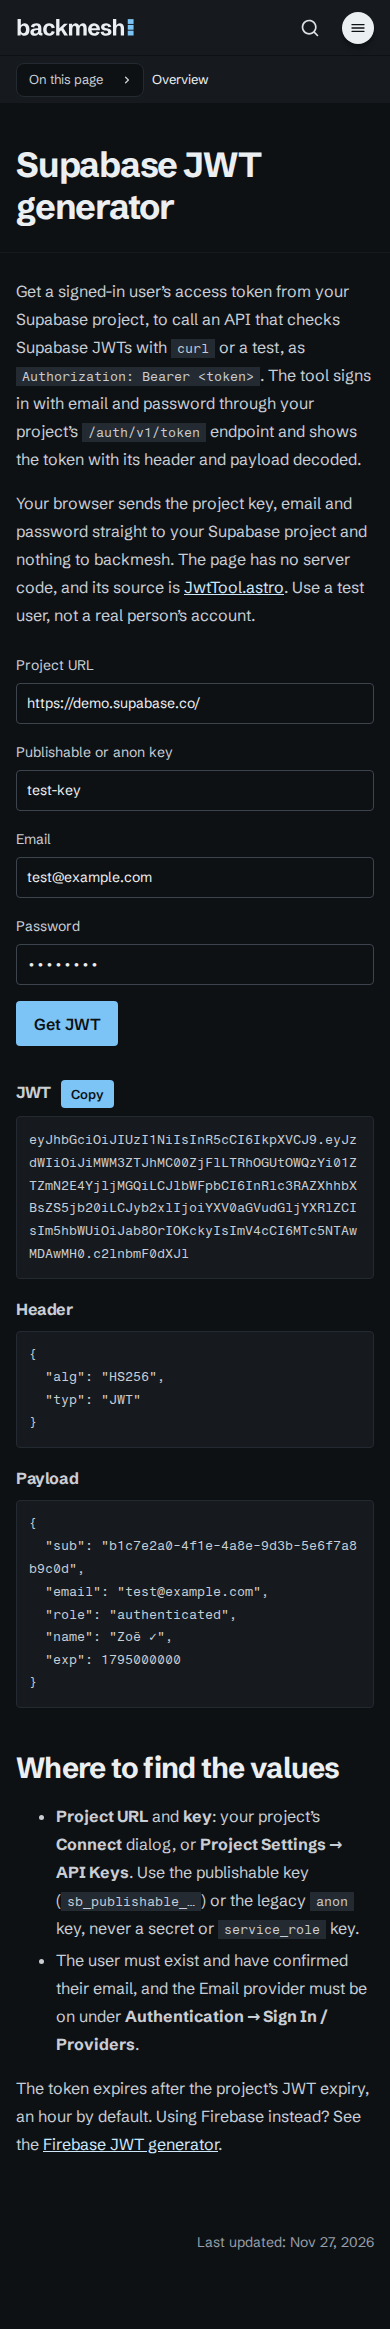 backmesh
On this page
Overview
Supabase JWT
generator
Get a signed-in user's access token from your
Supabase project, to call an API that checks
Supabase JWTs with curl or a test, as
Authorization: Bearer <token>. The tool signs
in with email and password through your
project's /auth/v1/token endpoint and shows
the token with its header and payload decoded.
Your browser sends the project key, email and
password straight to your Supabase project and
nothing to backmesh. The page has no server
code, and its source is JwtTool.astro. Use a test
user, not a real person's account.
Project URL
https://demo.supabase.co/
Publishable or anon key
test-key
Email
test@example.com
Password
••••••••
Get JWT
JWT Copy
eyJhbGciOiJIUzI1NiIsInR5cCI6IkpXVCJ9.eyJz
dWIiOiJiMWM3ZTJhMC00ZjFlLTRhOGUtOWQzYi01Z
TZmN2E4YjljMGQiLCJlbWFpbCI6InRlc3RAZXhhbX
BsZS5jb20iLCJyb2xlIjoiYXV0aGVudGljYXRlZCI
sIm5hbWUiOiJab8OrIOKckyIsImV4cCI6MTc5NTAw
MDAwMH0.c2lnbmF0dXJl
Header
{
"alg": "HS256",
"typ": "JWT"
}
Payload
{
"sub": "b1c7e2a0-4f1e-4a8e-9d3b-5e6f7a8
b9c0d",
"email": "test@example.com",
"role": "authenticated",
"name": "Zoë ✓",
"exp": 1795000000
}
Where to find the values
• Project URL and key: your project's
Connect dialog, or Project Settings →
API Keys. Use the publishable key
(sb_publishable_…) or the legacy anon
key, never a secret or service_role key.
• The user must exist and have confirmed
their email, and the Email provider must be
on under Authentication → Sign In /
Providers.
The token expires after the project's JWT expiry,
an hour by default. Using Firebase instead? See
the Firebase JWT generator.
Last updated: Nov 27, 2026